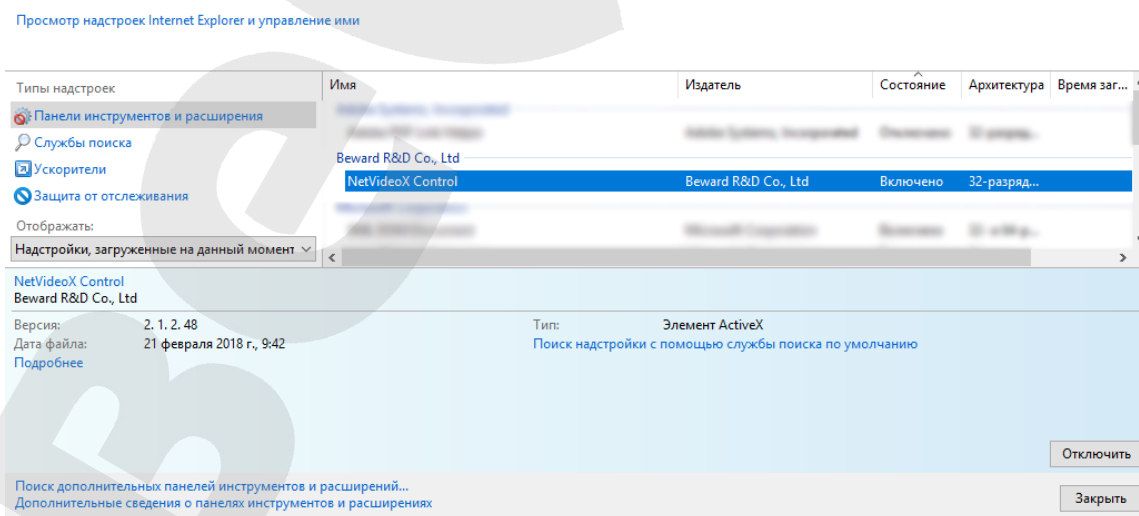 Просмотр надстроек Internet Explorer и управление ими
Типы надстроек
Имя Издатель Состояние Архитектура Время заг...
Панели инструментов и расширения
Службы поиска
Ускорители
Защита от отслеживания
Отображать:
Надстройки, загруженные на данный момент
Beward R&D Co., Ltd
NetVideoX Control Beward R&D Co., Ltd Включено 32-разряд...
NetVideoX Control
Beward R&D Co., Ltd
Версия: 2. 1. 2. 48 Тип: Элемент ActiveX
Дата файла: 21 февраля 2018 г., 9:42 Поиск надстройки с помощью службы поиска по умолчанию
Подробнее
Отключить
Поиск дополнительных панелей инструментов и расширений...
Дополнительные сведения о панелях инструментов и расширениях
Закрыть